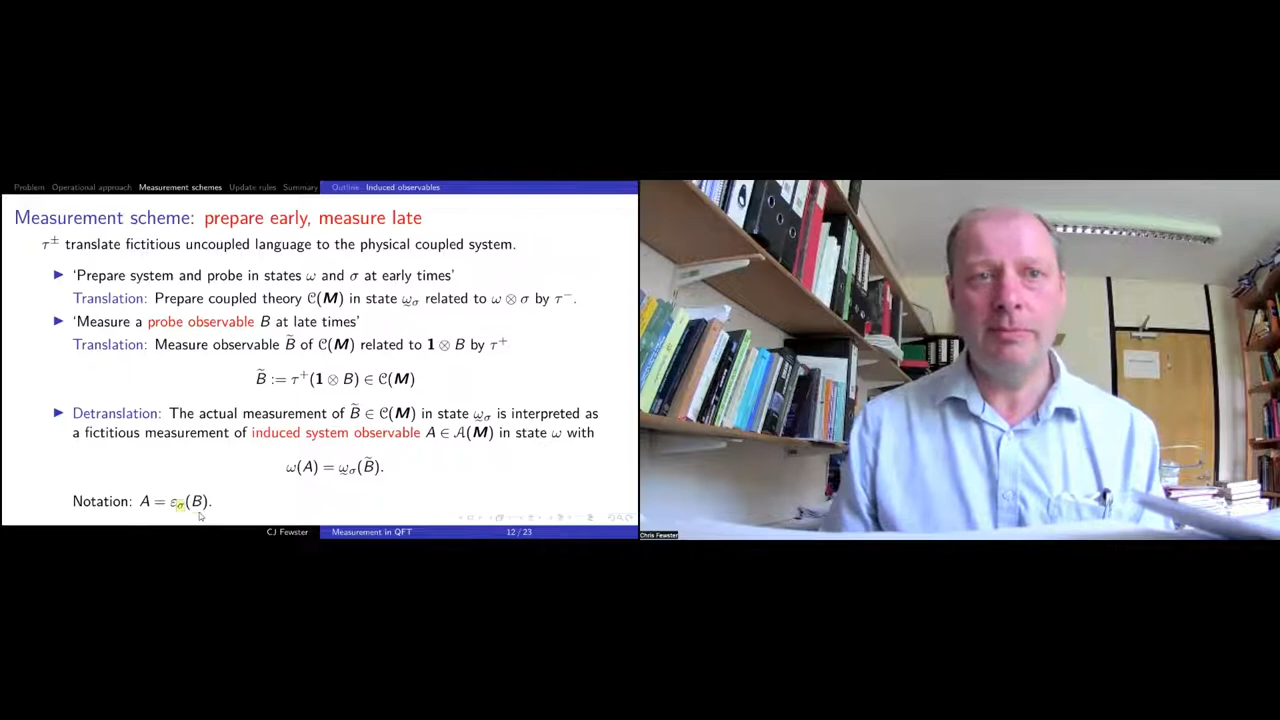 Problem Operational approach Measurement schemes Update rules Summary Outline Induced observables
Measurement scheme: prepare early, measure late
τ± translate fictitious uncoupled language to the physical coupled system.
▶ 'Prepare system and probe in states ω and σ at early times'
Translation: Prepare coupled theory 𝒞(M) in state ω̰σ related to ω ⊗ σ by τ⁻.
▶ 'Measure a probe observable B at late times'
Translation: Measure observable B̃ of 𝒞(M) related to 1 ⊗ B by τ⁺
B̃ := τ⁺(1 ⊗ B) ∈ 𝒞(M)
▶ Detranslation: The actual measurement of B̃ ∈ 𝒞(M) in state ω̰σ is interpreted as
a fictitious measurement of induced system observable A ∈ 𝒜(M) in state ω with
ω(A) = ω̰σ(B̃).
Notation: A = εσ(B).
CJ Fewster Measurement in QFT 12 / 23
Chris Fewster